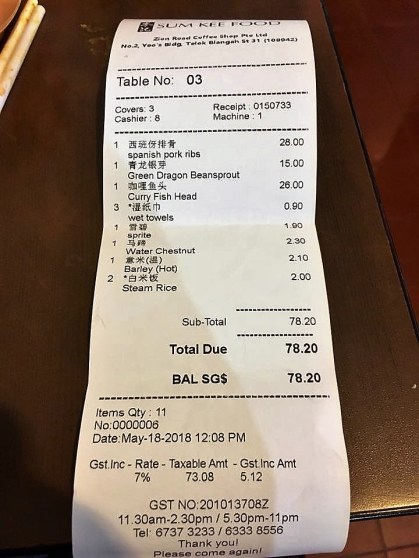 SUM KEE FOOD
Zion Road Coffee Shop Pte Ltd
No.2, Yeo's Bldg, Telok Blangah St 31 (108942)
Table No: 03
Covers: 3 Receipt : 0150733
Cashier : 8 Machine : 1
1 西班伢排骨 28.00
spanish pork ribs
1 青龙银芽 15.00
Green Dragon Beansprout
1 咖喱鱼头 26.00
Curry Fish Head
3 *湿纸巾 0.90
wet towels
1 雪碧 1.90
sprite
1 马蹄 2.30
Water Chestnut
1 意米(温) 2.10
Barley (Hot)
2 *白米饭 2.00
Steam Rice
Sub-Total 78.20
Total Due 78.20
BAL SG$ 78.20
Items Qty : 11
No:0000006
Date:May-18-2018 12:08 PM
Gst.Inc - Rate - Taxable Amt - Gst.Inc Amt
7% 73.08 5.12
GST NO:201013708Z
11.30am-2.30pm / 5.30pm-11pm
Tel: 6737 3233 / 6333 8556
Thank you!
Please come again!